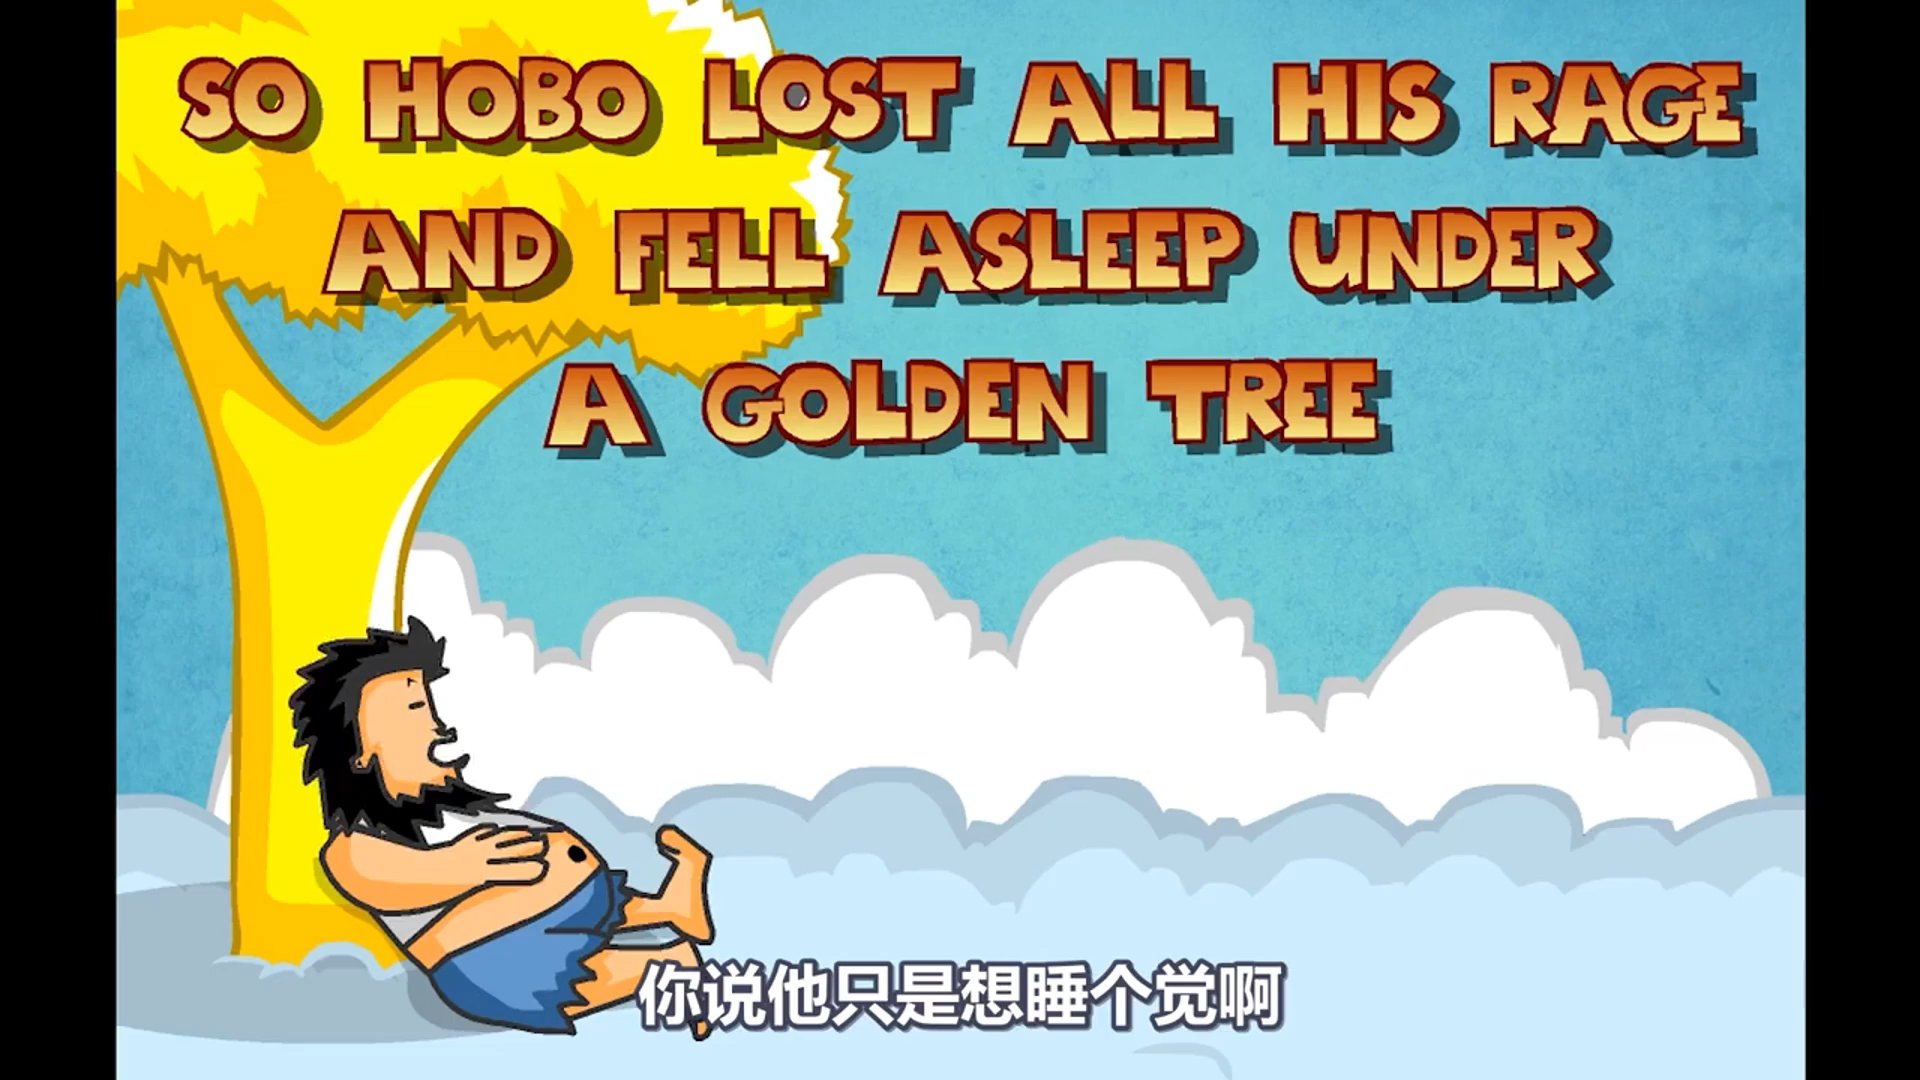 SO HOBO LOST ALL HIS RAGE
AND FELL ASLEEP UNDER
A GOLDEN TREE
你说他只是想睡个觉啊